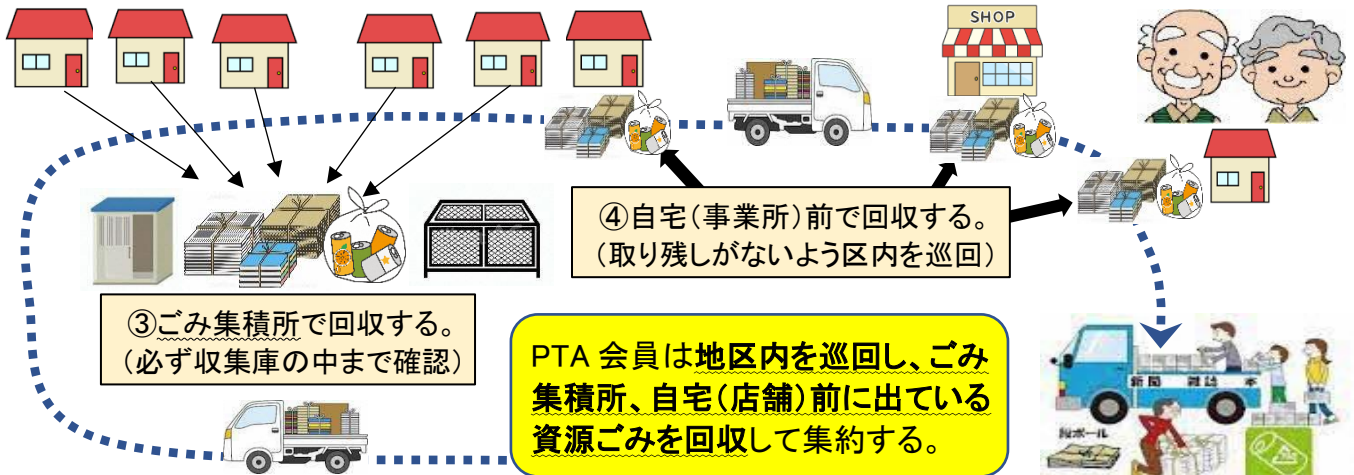 SHOP
④自宅(事業所)前で回収する。
(取り残しがないよう区内を巡回)
③ごみ集積所で回収する。
(必ず収集庫の中まで確認)
PTA 会員は地区内を巡回し、ごみ
集積所、自宅(店舗)前に出ている
資源ごみを回収して集約する。
新聞 雑誌 本
段ボール